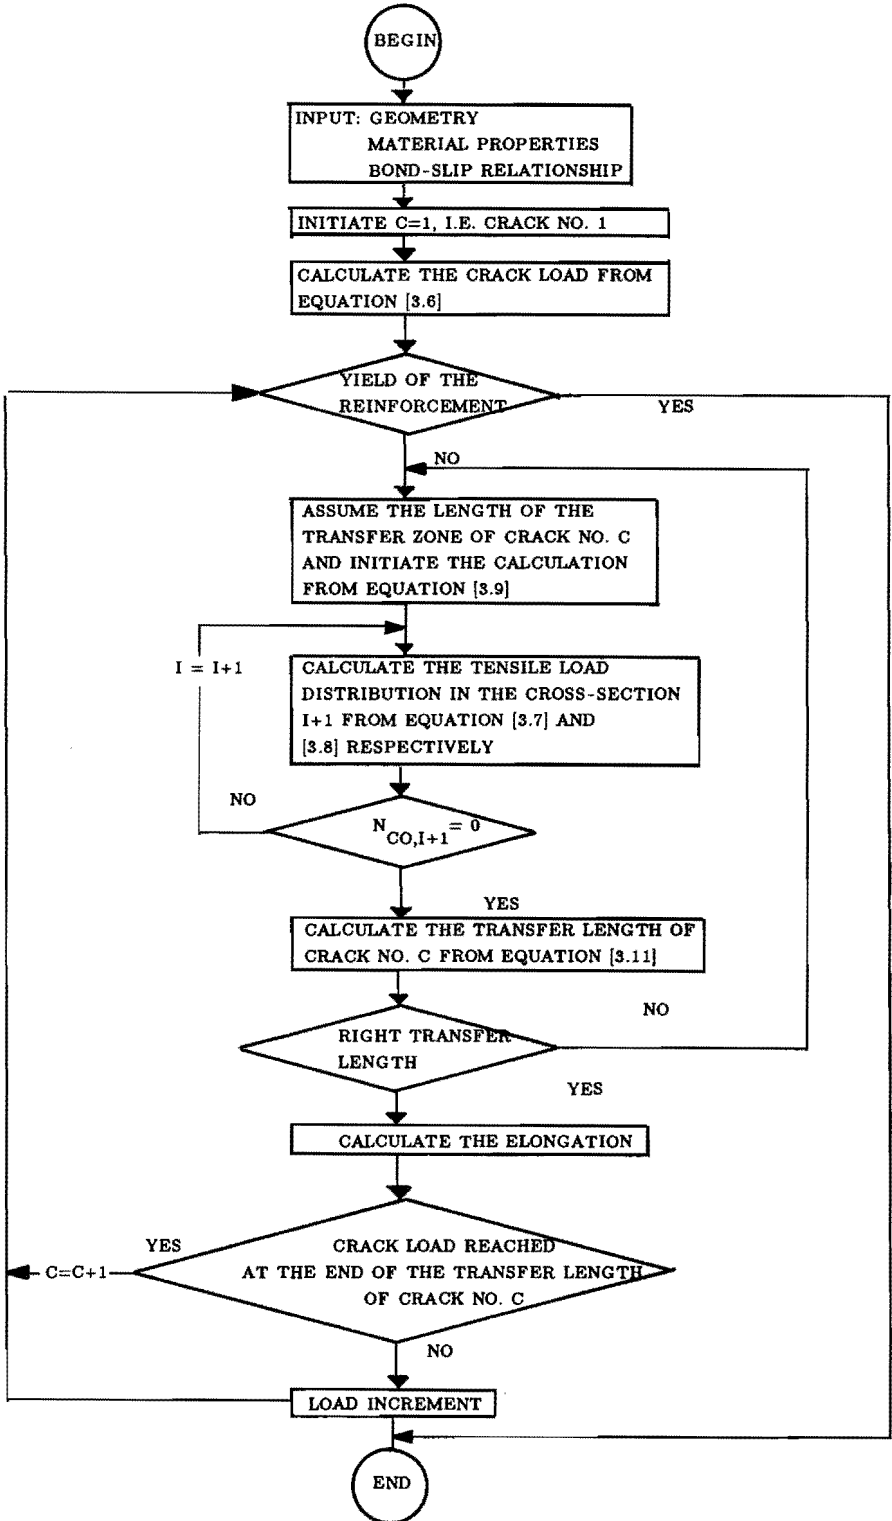 BEGIN
INPUT: GEOMETRY
MATERIAL PROPERTIES
BOND-SLIP RELATIONSHIP
INITIATE C=1, I.E. CRACK NO. 1
CALCULATE THE CRACK LOAD FROM
EQUATION [3.6]
YIELD OF THE
REINFORCEMENT
YES
NO
ASSUME THE LENGTH OF THE
TRANSFER ZONE OF CRACK NO. C
AND INITIATE THE CALCULATION
FROM EQUATION [3.9]
I = I+1
CALCULATE THE TENSILE LOAD
DISTRIBUTION IN THE CROSS-SECTION
I+1 FROM EQUATION [3.7] AND
[3.8] RESPECTIVELY
NO
N CO,I+1 = 0
YES
CALCULATE THE TRANSFER LENGTH OF
CRACK NO. C FROM EQUATION [3.11]
NO
RIGHT TRANSFER
LENGTH
YES
CALCULATE THE ELONGATION
YES
CRACK LOAD REACHED
AT THE END OF THE TRANSFER LENGTH
OF CRACK NO. C
C=C+1
NO
LOAD INCREMENT
END